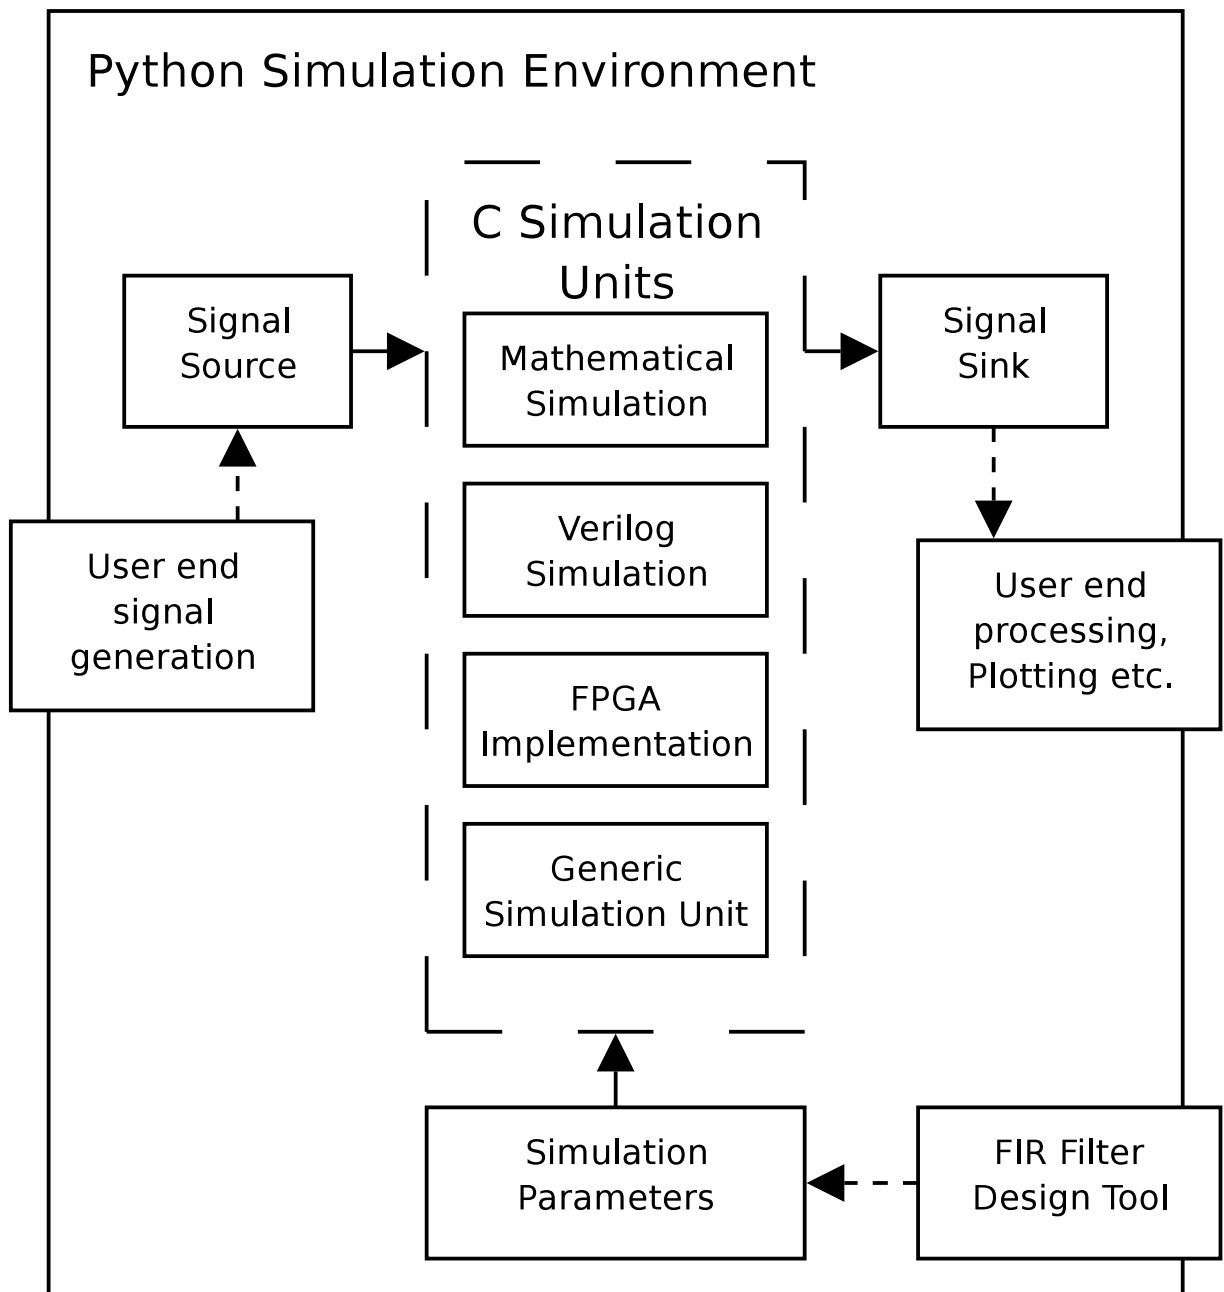 Python Simulation Environment
C Simulation
Units
Signal
Source
Signal
Sink
Mathematical
Simulation
Verilog
Simulation
User end
signal
generation
User end
processing,
Plotting etc.
FPGA
Implementation
Generic
Simulation Unit
Simulation
Parameters
FIR Filter
Design Tool